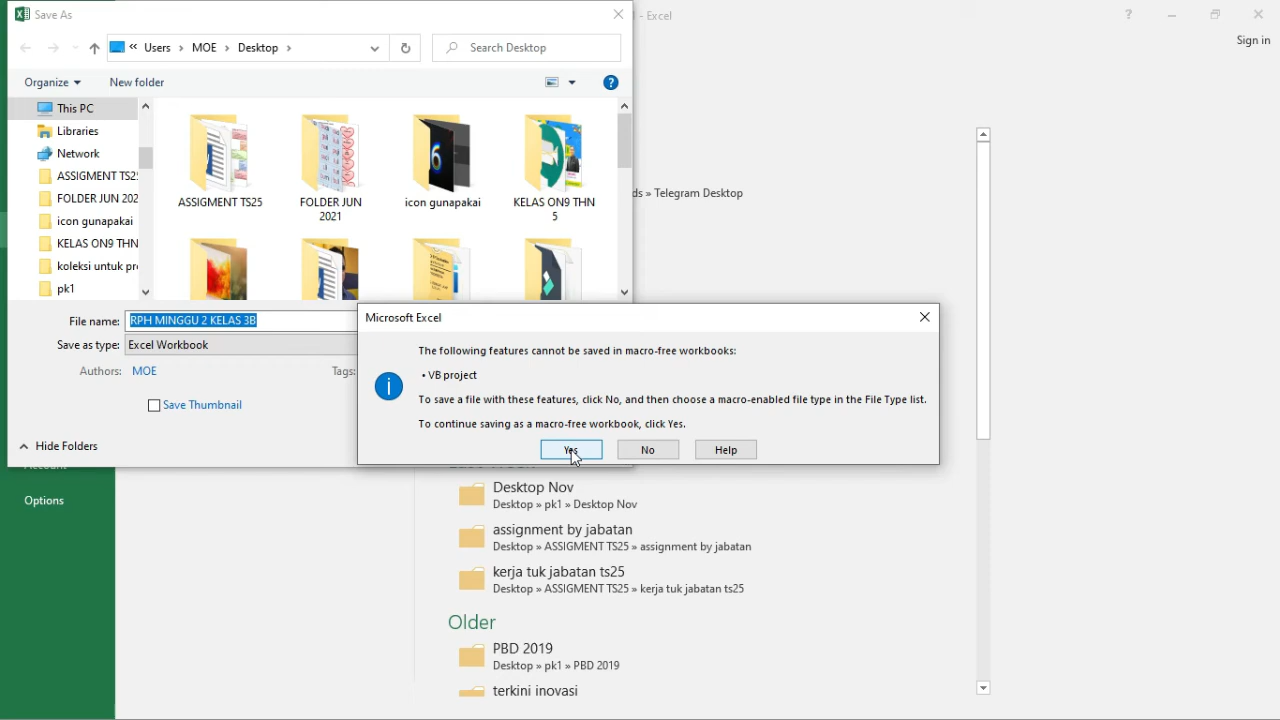 Save As
1 - Excel
Sign in
Users
MOE
Desktop
Search Desktop
Organize
New folder
This PC
Libraries
Network
ASSIGMENT TS25
FOLDER JUN 202
icon gunapakai
KELAS ON9 THN
koleksi untuk pr
pk1
ASSIGMENT TS25
FOLDER JUN
2021
icon gunapakai
KELAS ON9 THN
5
ds » Telegram Desktop
File name: RPH MINGGU 2 KELAS 3B
Save as type: Excel Workbook
Authors: MOE
Tags:
Save Thumbnail
Hide Folders
Microsoft Excel
The following features cannot be saved in macro-free workbooks:
• VB project
To save a file with these features, click No, and then choose a macro-enabled file type in the File Type list.
To continue saving as a macro-free workbook, click Yes.
Yes
No
Help
Account
Options
Last Week
Desktop Nov
Desktop » pk1 » Desktop Nov
assignment by jabatan
Desktop » ASSIGMENT TS25 » assignment by jabatan
kerja tuk jabatan ts25
Desktop » ASSIGMENT TS25 » kerja tuk jabatan ts25
Older
PBD 2019
Desktop » pk1 » PBD 2019
terkini inovasi